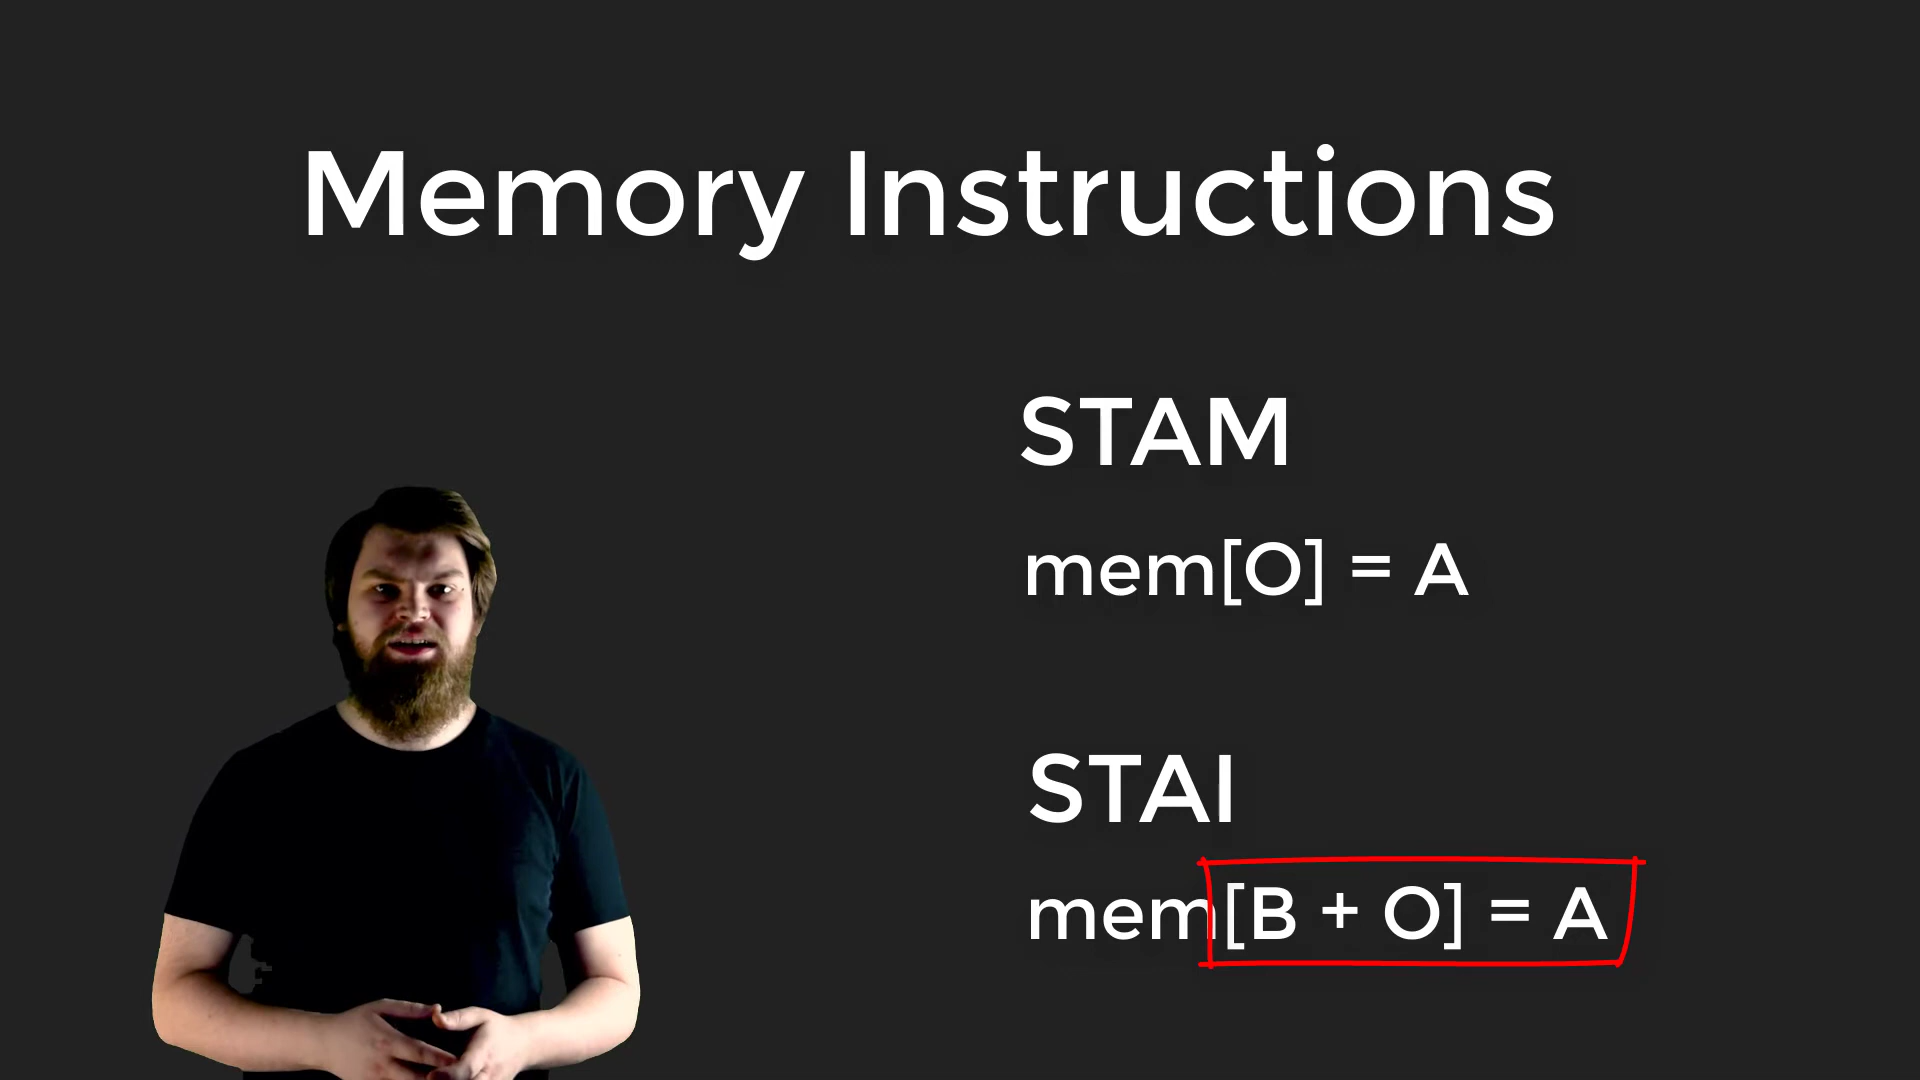 Memory Instructions
STAM
mem[O] = A
STAI
mem[B + O] = A